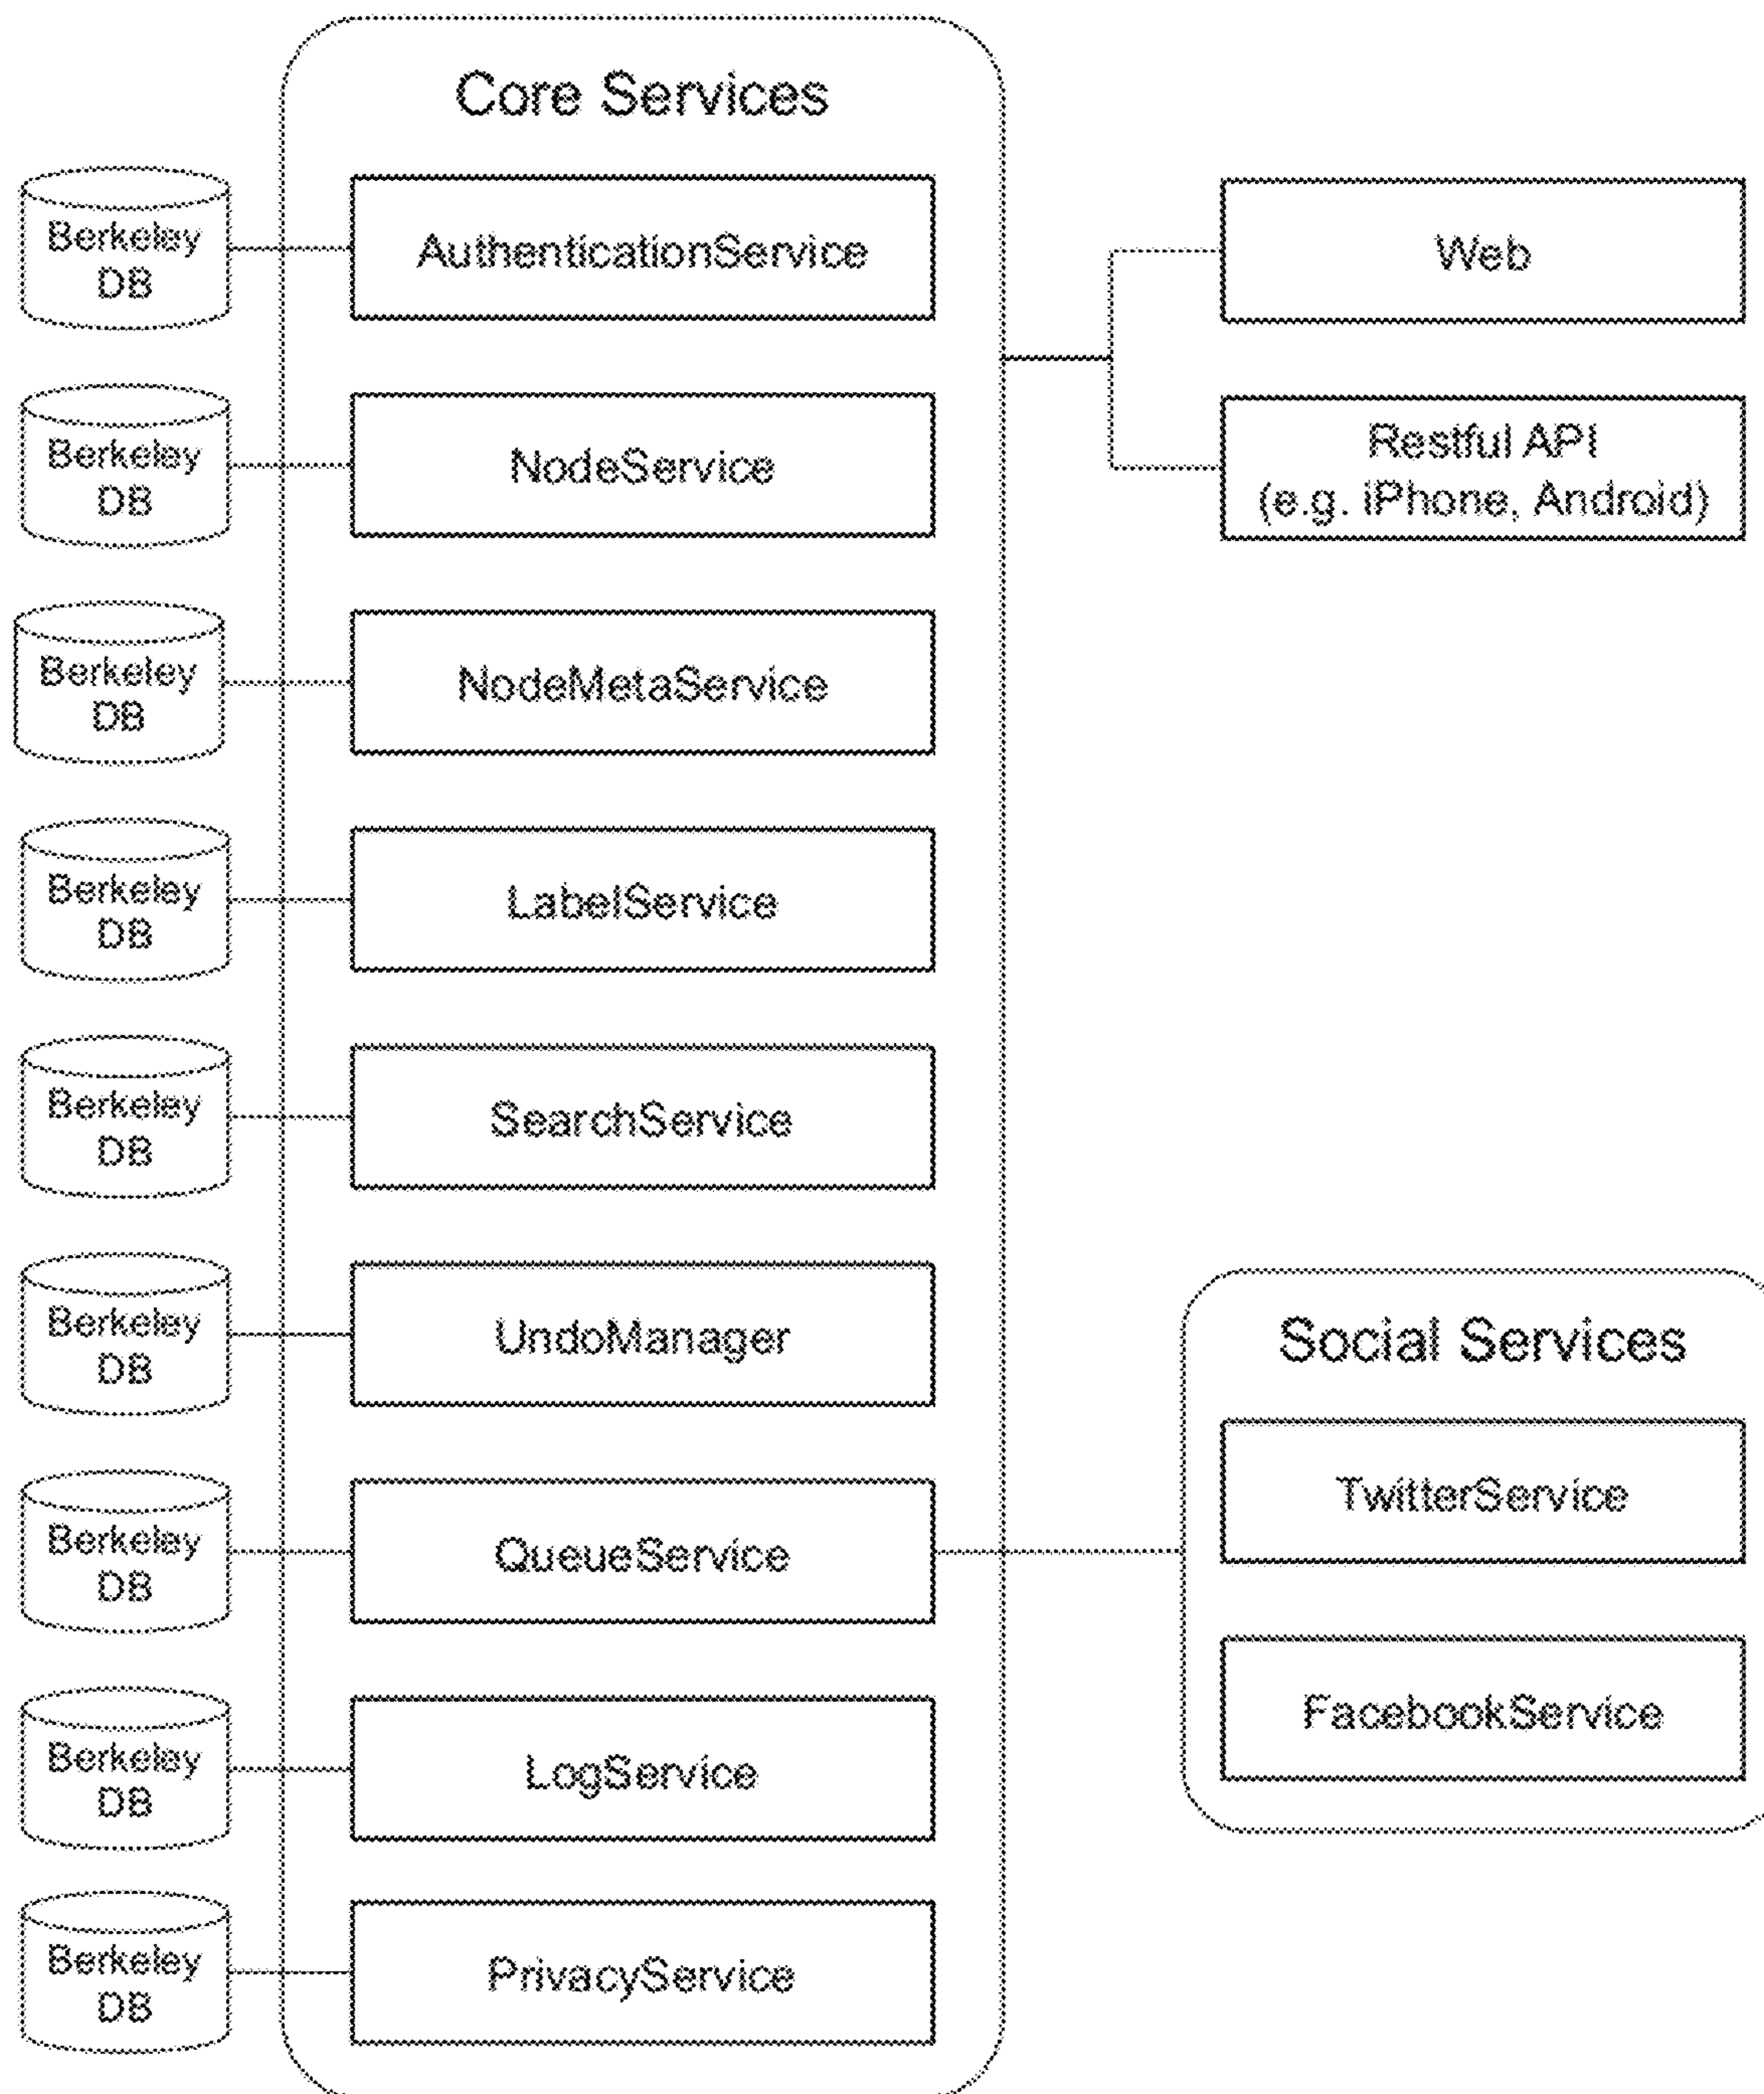 Core Services
Berkeley
DB
AuthenticationService
Berkeley
DB
NodeService
Berkeley
DB
NodeMetaService
Berkeley
DB
LabelService
Berkeley
DB
SearchService
Berkeley
DB
UndoManager
Berkeley
DB
QueueService
Berkeley
DB
LogService
Berkeley
DB
PrivacyService
Web
Restful API
(e.g. iPhone, Android)
Social Services
TwitterService
FacebookService